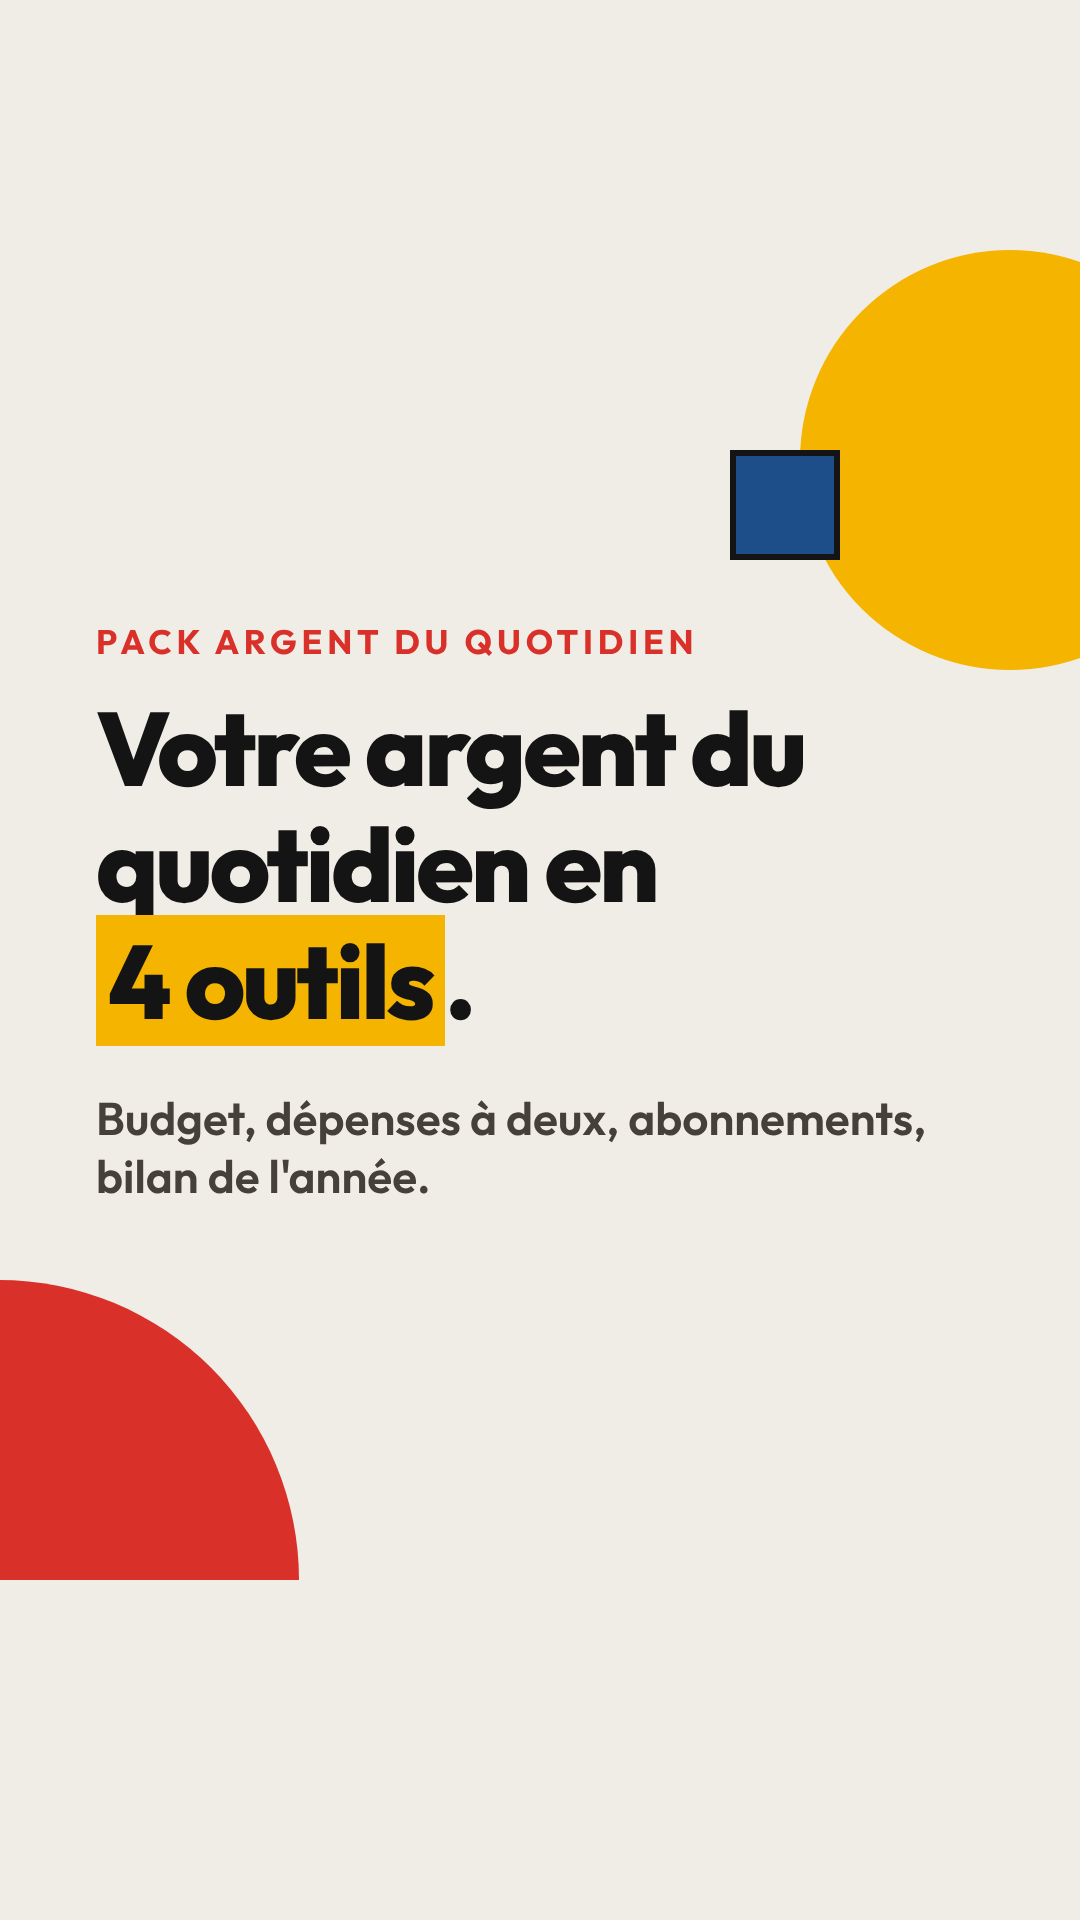 PACK ARGENT DU QUOTIDIEN
Votre argent du
quotidien en
4 outils.
Budget, dépenses à deux, abonnements,
bilan de l'année.